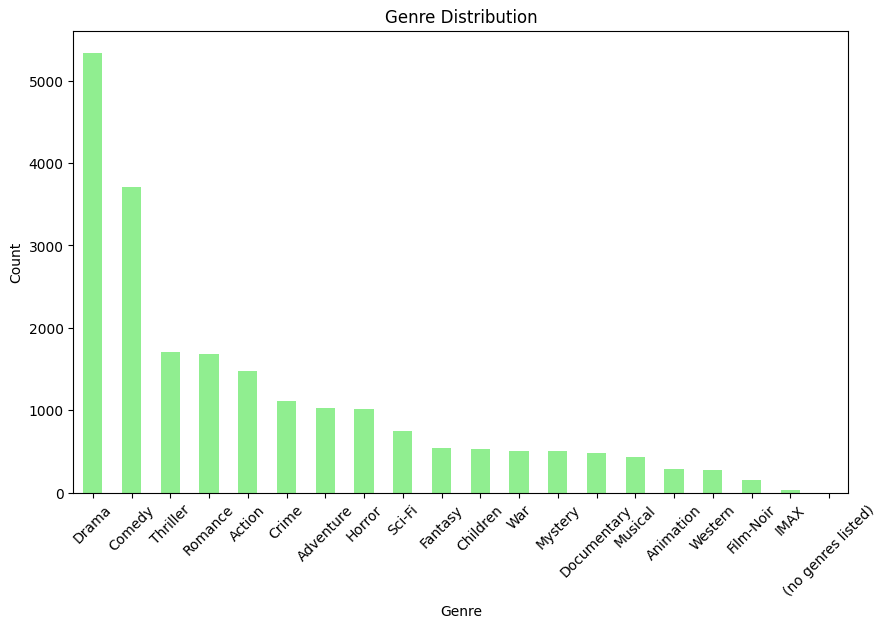 Genre Distribution
Count
5000
4000
3000
2000
1000
0
Drama
Comedy
Thriller
Romance
Action
Crime
Adventure
Horror
Sci-Fi
Fantasy
Children
War
Mystery
Documentary
Musical
Animation
Western
Film-Noir
IMAX
(no genres listed)
Genre